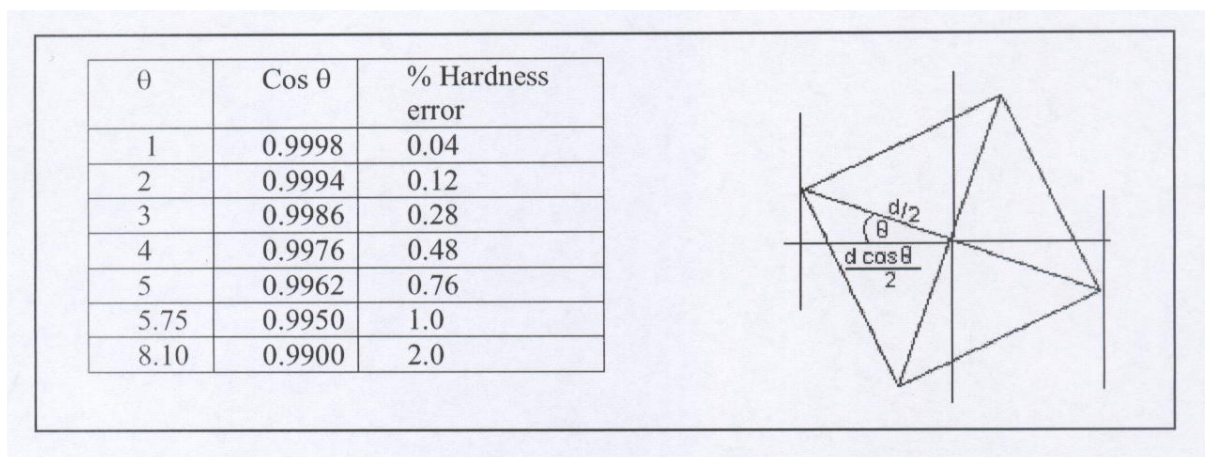 θ Cos θ % Hardness
error
1 0.9998 0.04
2 0.9994 0.12
3 0.9986 0.28
4 0.9976 0.48
5 0.9962 0.76
5.75 0.9950 1.0
8.10 0.9900 2.0
d/2
θ
d cosθ
2